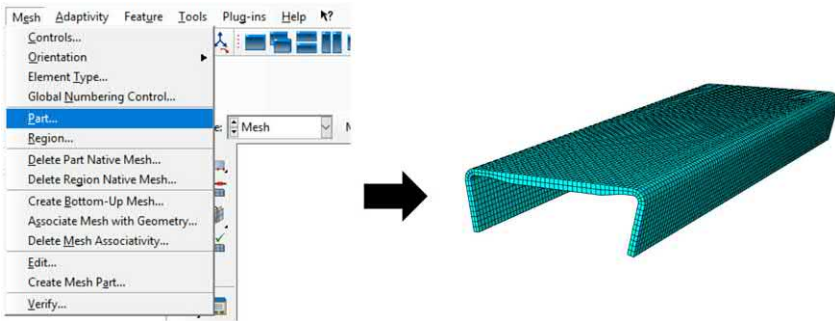 Mesh Adaptivity Feature Tools Plug-ins Help ?
Controls...
Orientation
Element Type...
Global Numbering Control...
Part...
e: Mesh
Region...
Delete Part Native Mesh...
Delete Region Native Mesh...
Create Bottom-Up Mesh...
Associate Mesh with Geometry...
Delete Mesh Associativity...
Edit...
Create Mesh Part...
Verify...